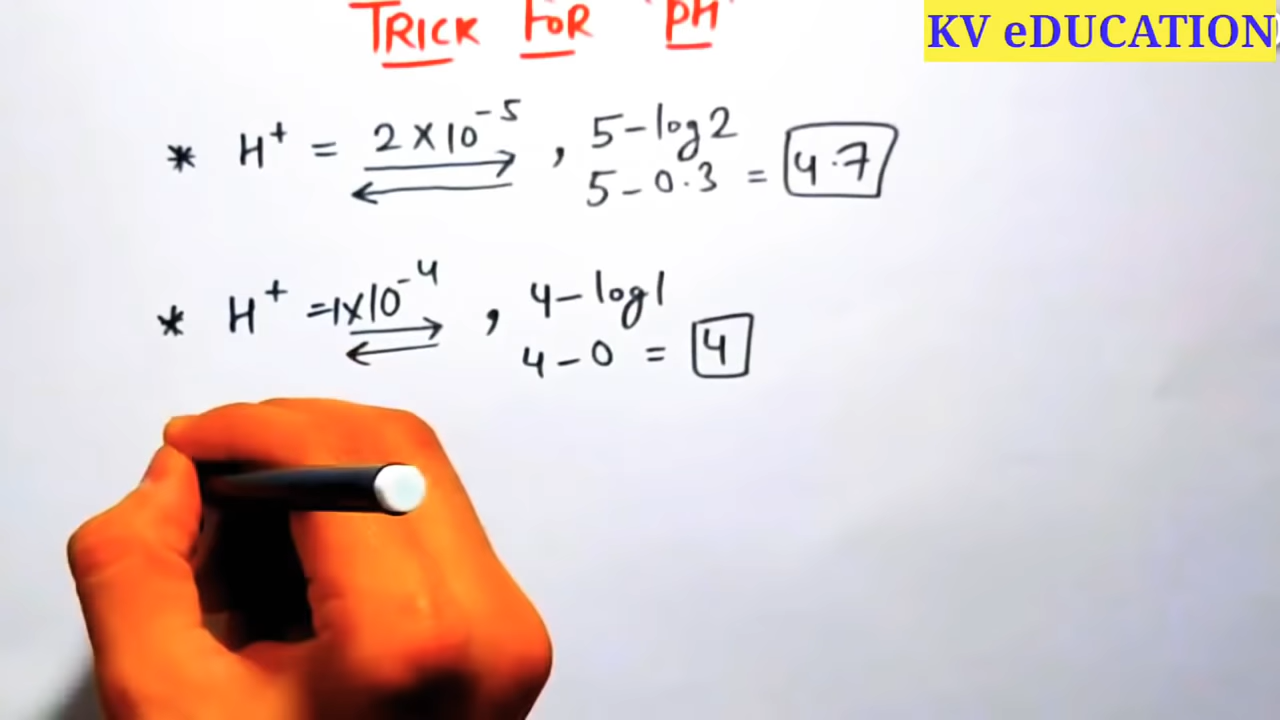 TRICK FOR 'PH'
KV eDUCATION
* H⁺ = 2×10⁻⁵ , 5-log2
5-0.3 = 4.7
* H⁺ =1×10⁻⁴ , 4-log1
4-0 = 4